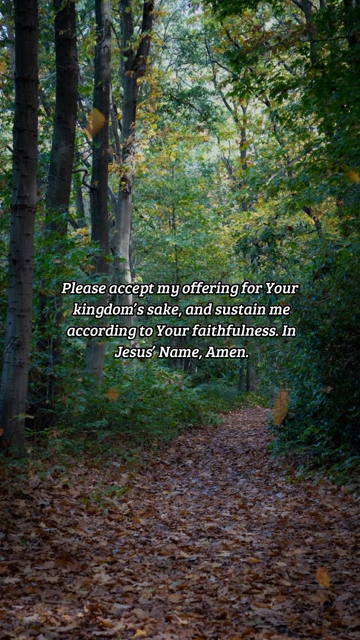 Please accept my offering for Your
kingdom's sake, and sustain me
according to Your faithfulness. In
Jesus' Name, Amen.